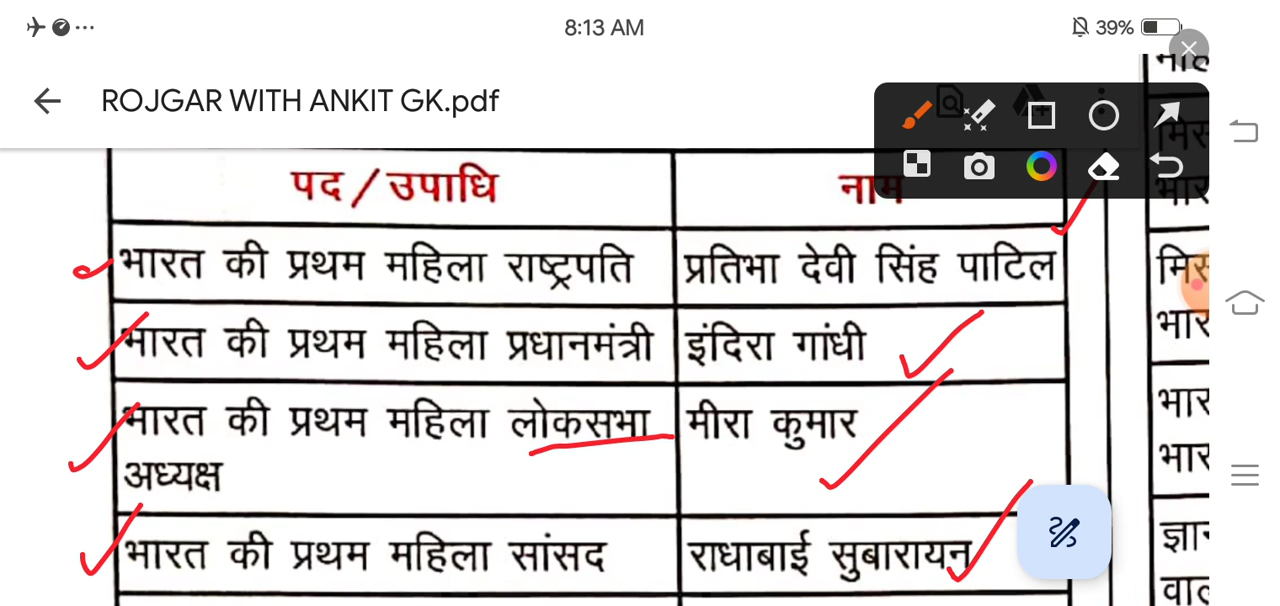 8:13 AM
39%
ROJGAR WITH ANKIT GK.pdf
पद / उपाधि
नाम
भारत की प्रथम महिला राष्ट्रपति
प्रतिभा देवी सिंह पाटिल
भारत की प्रथम महिला प्रधानमंत्री
इंदिरा गांधी
भारत की प्रथम महिला लोकसभा
अध्यक्ष
मीरा कुमार
भारत की प्रथम महिला सांसद
राधाबाई सुबारायन